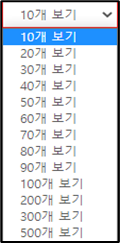 10개 보기
10개 보기
20개 보기
30개 보기
40개 보기
50개 보기
60개 보기
70개 보기
80개 보기
90개 보기
100개 보기
200개 보기
300개 보기
500개 보기